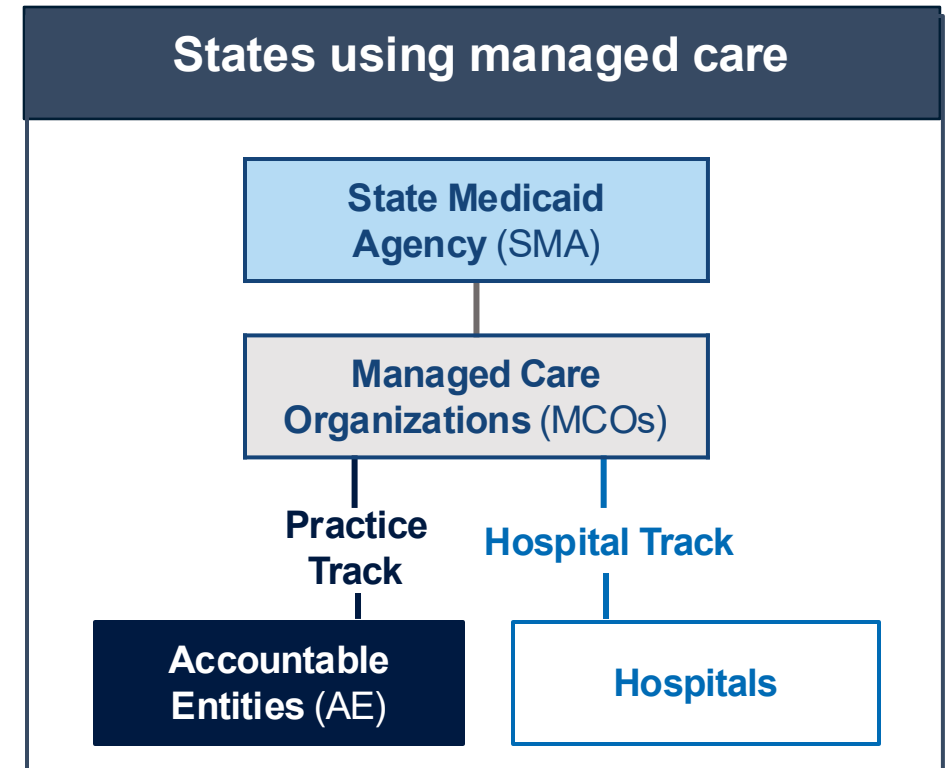 States using managed care
State Medicaid
Agency (SMA)
Managed Care
Organizations (MCOs)
Practice
Track
Hospital Track
Accountable
Entities (AE)
Hospitals